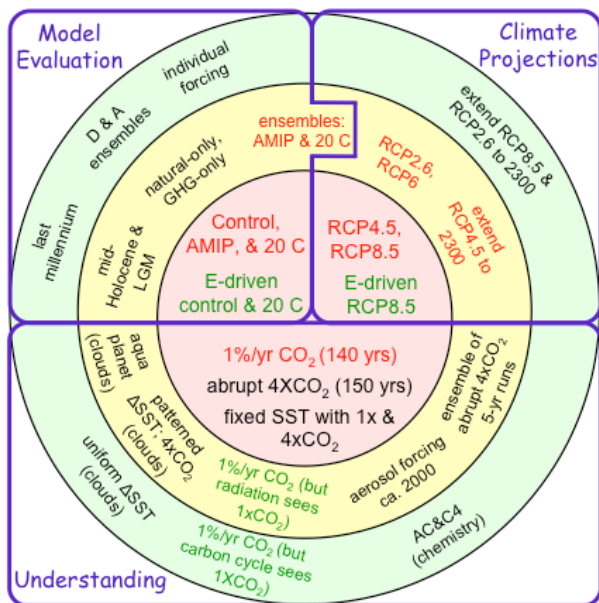 Model
Evaluation
Climate
Projections
individual
forcing
D & A
ensembles
last
millennium
extend RCP8.5 &
RCP2.6 to 2300
natural-only,
GHG-only
ensembles:
AMIP & 20 C
mid-
Holocene &
LGM
RCP2.6,
RCP6
extend
RCP4.5 to
2300
Control,
AMIP, & 20 C
E-driven
control & 20 C
RCP4.5,
RCP8.5
E-driven
RCP8.5
1%/yr CO₂ (140 yrs)
abrupt 4XCO₂ (150 yrs)
fixed SST with 1x &
4xCO₂
aqua
planet
(clouds)
patterned
ΔSST; 4xCO₂
(clouds)
1%/yr CO₂ (but
radiation sees
1xCO₂)
aerosol forcing
ca. 2000
ensemble of
abrupt 4xCO₂
5-yr runs
uniform ΔSST
(clouds)
1%/yr CO₂ (but
carbon cycle sees
1XCO₂)
AC&C4
(chemistry)
Understanding